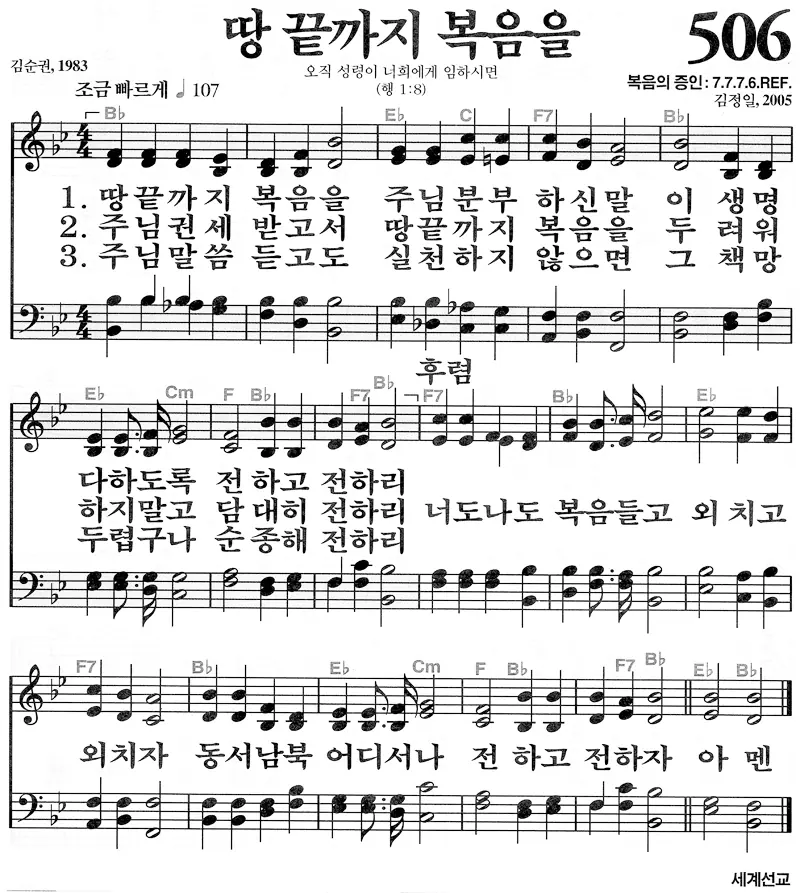 땅 끝까지 복음을 506
김순권, 1983 오직 성령이 너희에게 임하시면 복음의 증인 : 7.7.7.6.REF.
조금 빠르게 ♩ 107 (행 1:8) 김정일, 2005
B♭ E♭ C F7 B♭
1. 땅끝까지 복음을 주님분부 하신말 이 생명
2. 주님권세 받고서 땅끝까지 복음을 두 려워
3. 주님말씀 듣고도 실천하지 않으면 그 책망
후렴
E♭ Cm F B♭ F7 B♭ F7 B♭ E♭
다하도록 전하고 전하리
하지말고 담대히 전하리 너도나도 복음들고 외 치고
두렵구나 순종해 전하리
F7 B♭ E♭ Cm F B♭ F7 B♭ E♭ B♭
외치자 동서남북 어디서나 전 하고 전하자 아 멘
세계선교